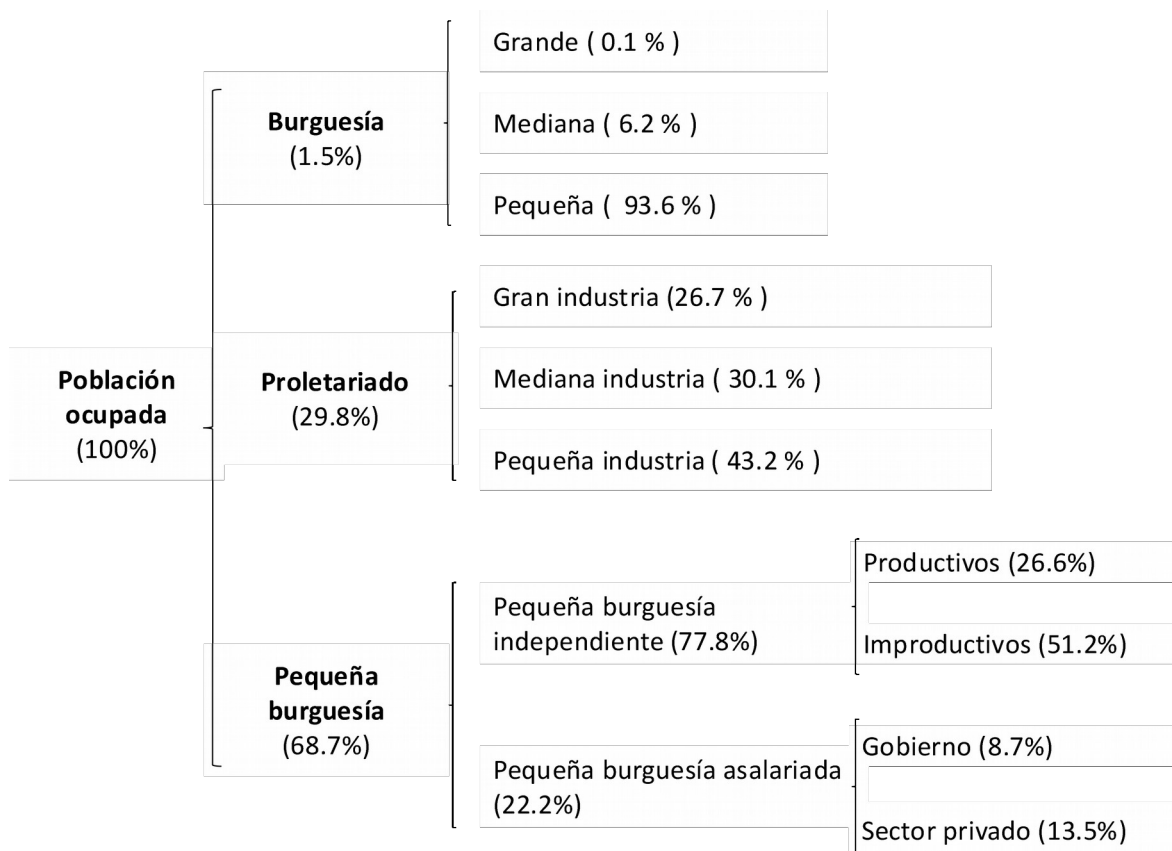 Grande ( 0.1 % )
Burguesía
(1.5%)
Mediana ( 6.2 % )
Pequeña (  93.6 % )
Gran industria (26.7 % )
Población
ocupada
(100%)
Proletariado
(29.8%)
Mediana industria ( 30.1 % )
Pequeña industria ( 43.2 % )
Pequeña
burguesía
(68.7%)
Pequeña burguesía
independiente (77.8%)
Productivos (26.6%)
Improductivos (51.2%)
Pequeña burguesía asalariada
(22.2%)
Gobierno (8.7%)
Sector privado (13.5%)